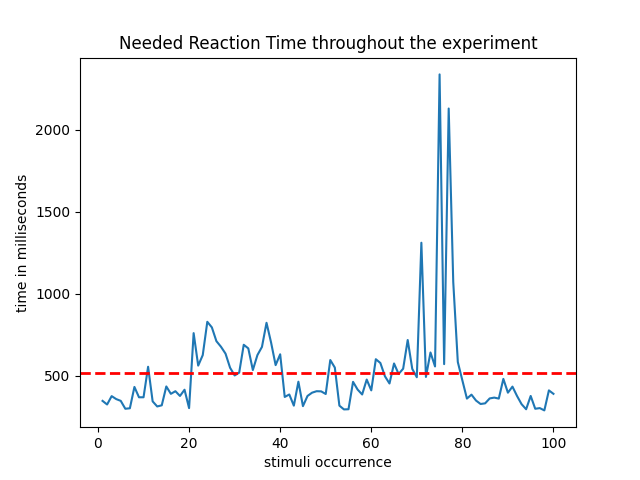 Needed Reaction Time throughout the experiment
2000
1500
1000
500
time in milliseconds
0 20 40 60 80 100
stimuli occurrence